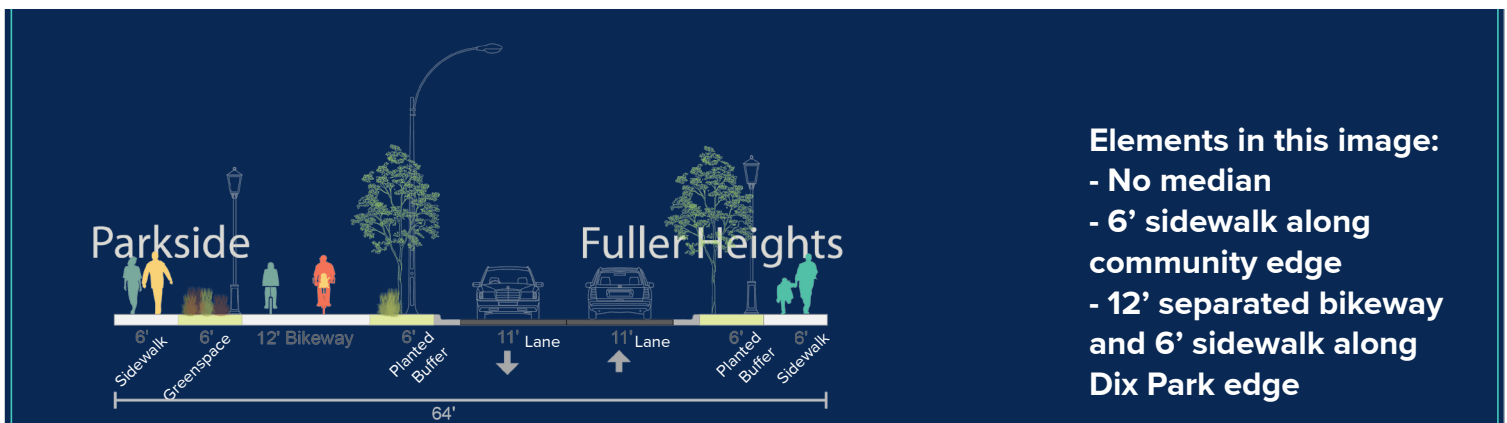 Parkside
Fuller Heights
6'
6'
12' Bikeway
6'
11' Lane
11' Lane
6'
6'
Sidewalk
Greenspace
Planted
Buffer
Planted
Buffer
Sidewalk
64'
Elements in this image:
- No median
- 6’ sidewalk along
community edge
- 12’ separated bikeway
and 6’ sidewalk along
Dix Park edge